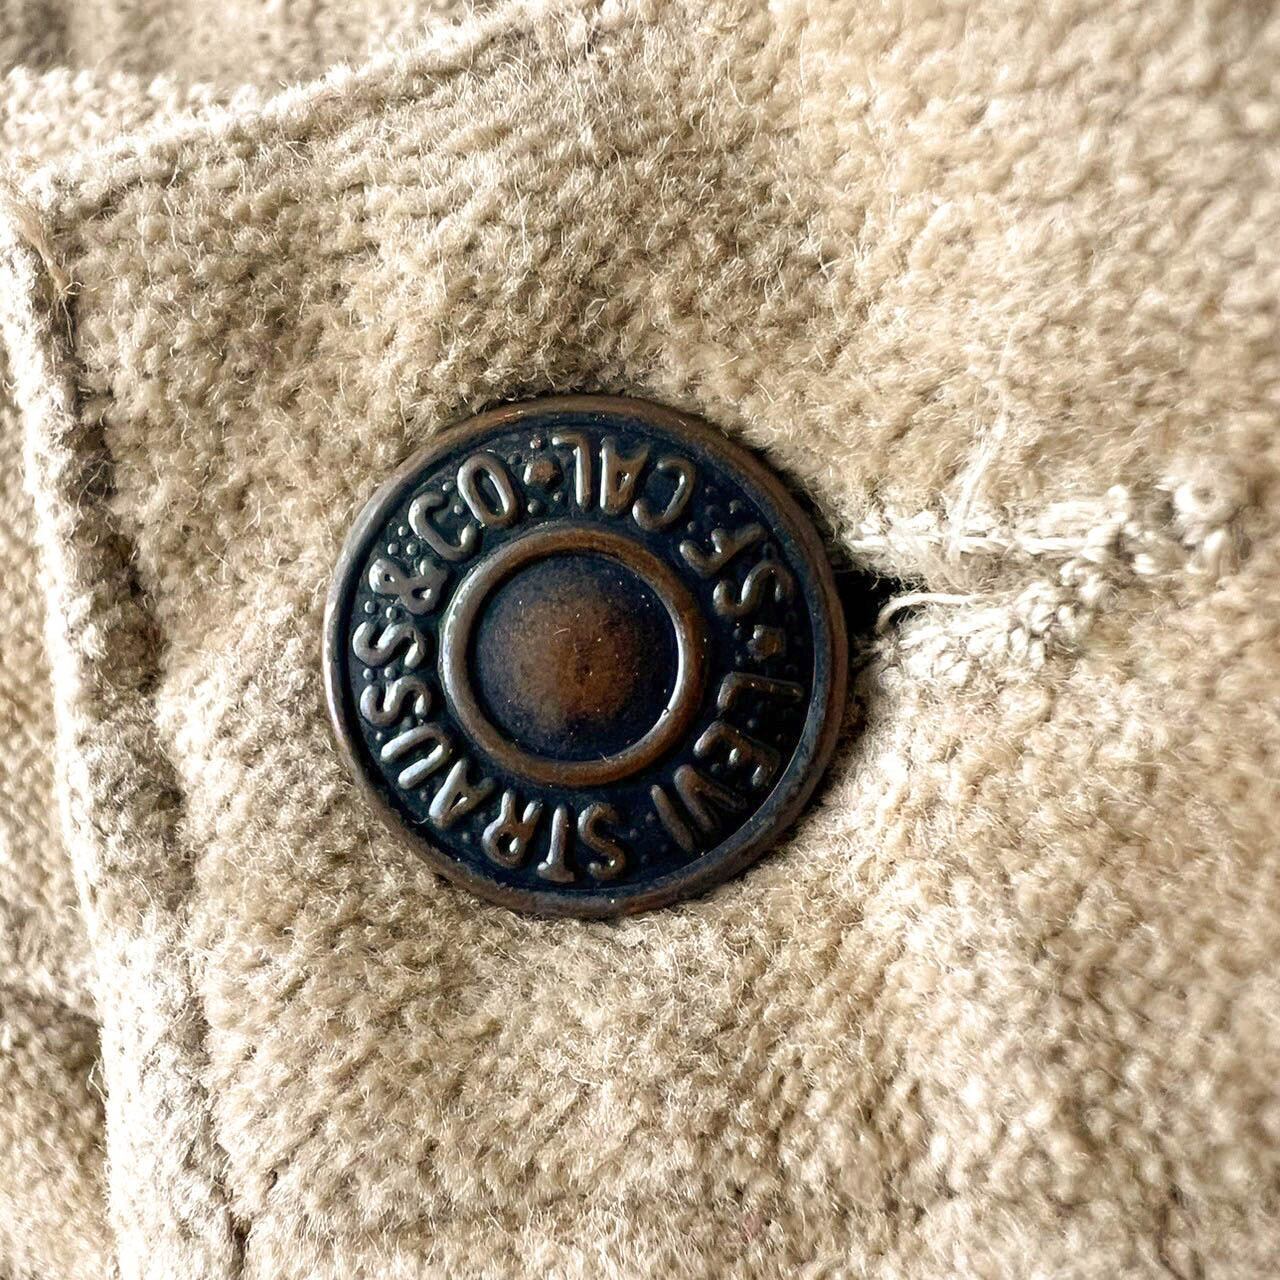 LEVI STRAUSS & CO. S.F. CAL.